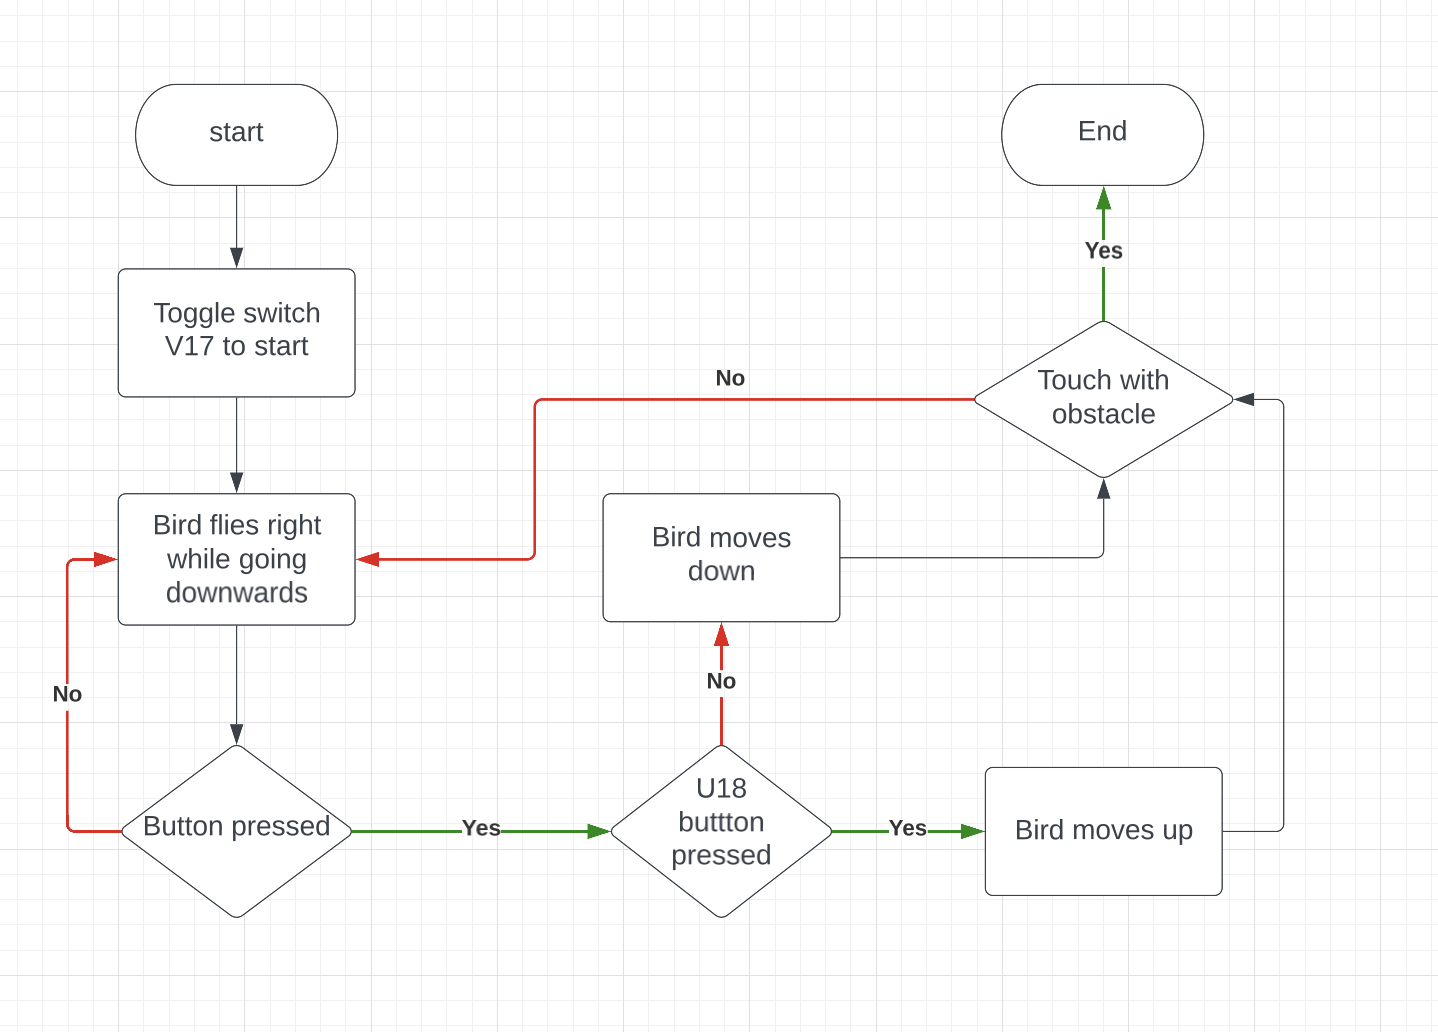 start
End
Yes
Toggle switch
V17 to start
No
Touch with
obstacle
Bird flies right
while going
downwards
Bird moves
down
No
No
Button pressed
Yes
U18
buttton
pressed
Yes
Bird moves up